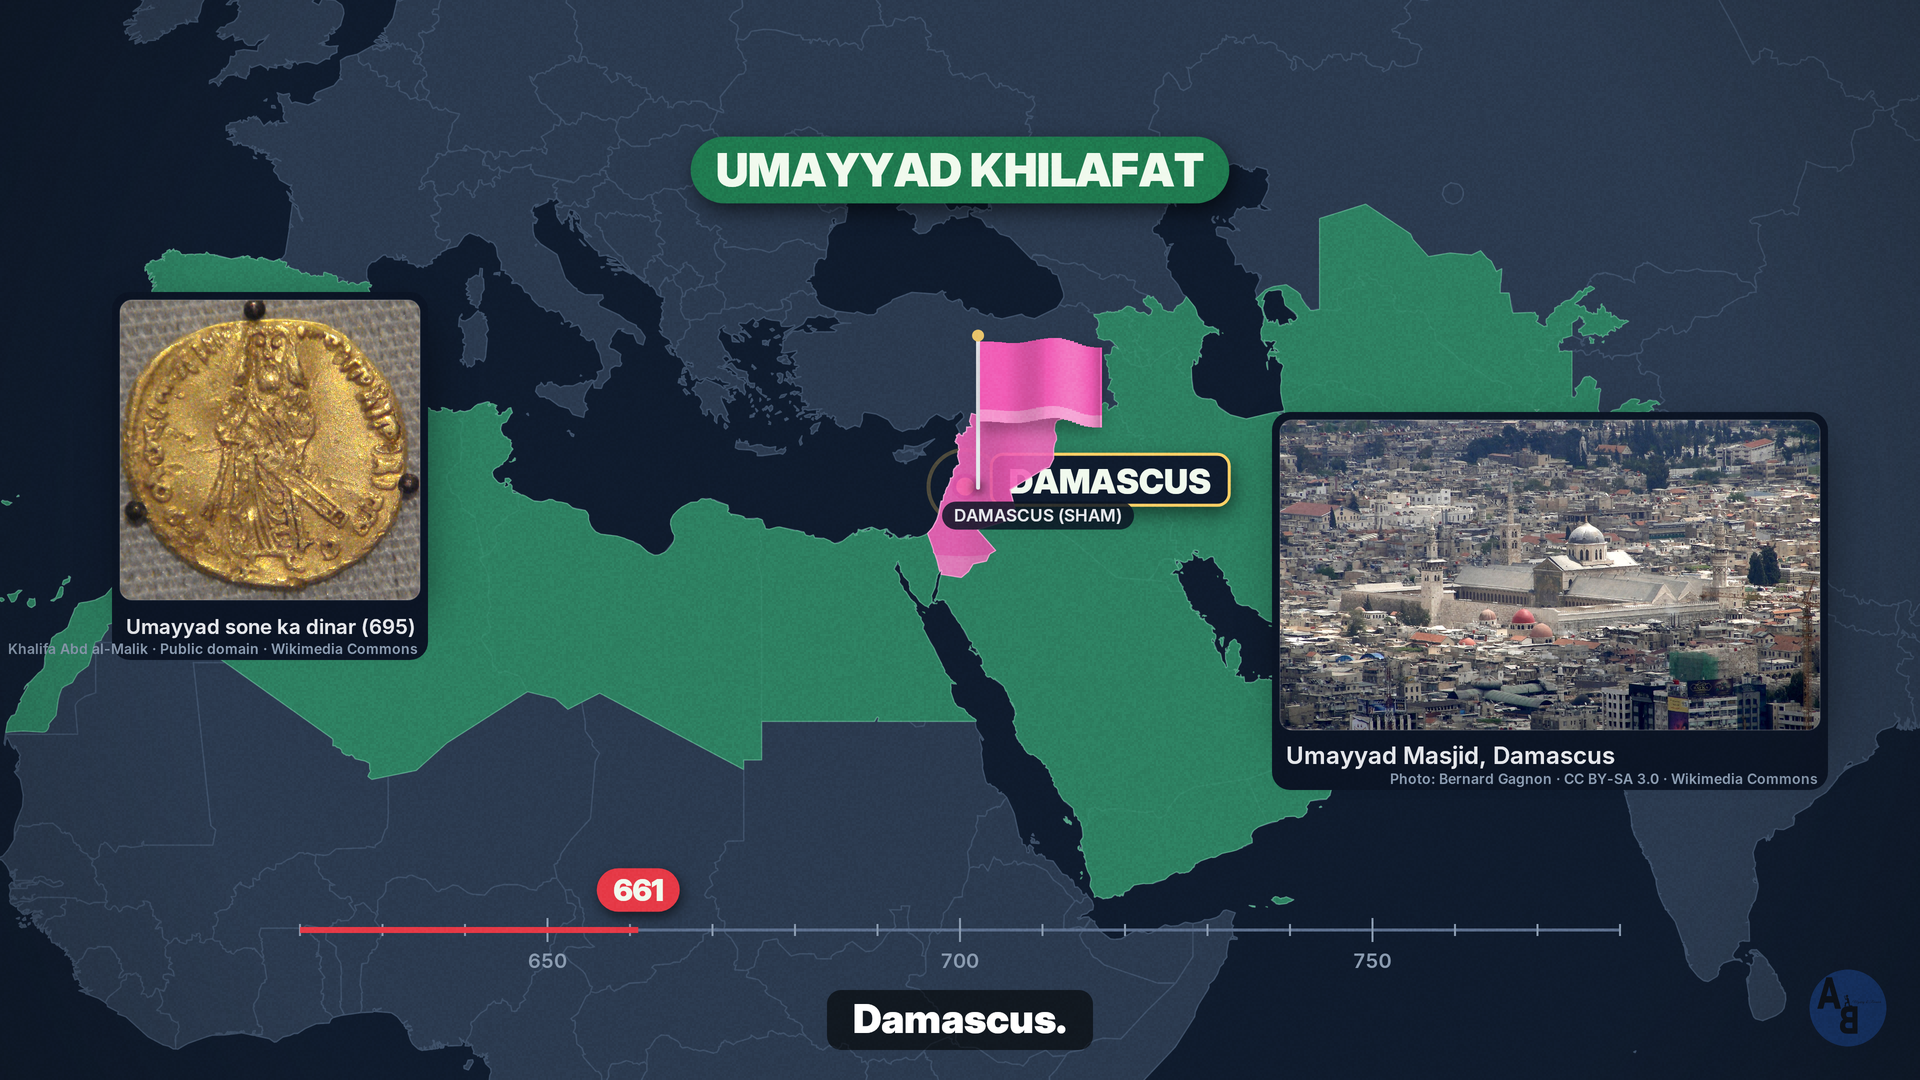 UMAYYAD KHILAFAT
DAMASCUS
DAMASCUS (SHAM)
Umayyad sone ka dinar (695)
Khalifa Abd al-Malik · Public domain · Wikimedia Commons
Umayyad Masjid, Damascus
Photo: Bernard Gagnon · CC BY-SA 3.0 · Wikimedia Commons
661
650
700
750
Damascus.
A
B